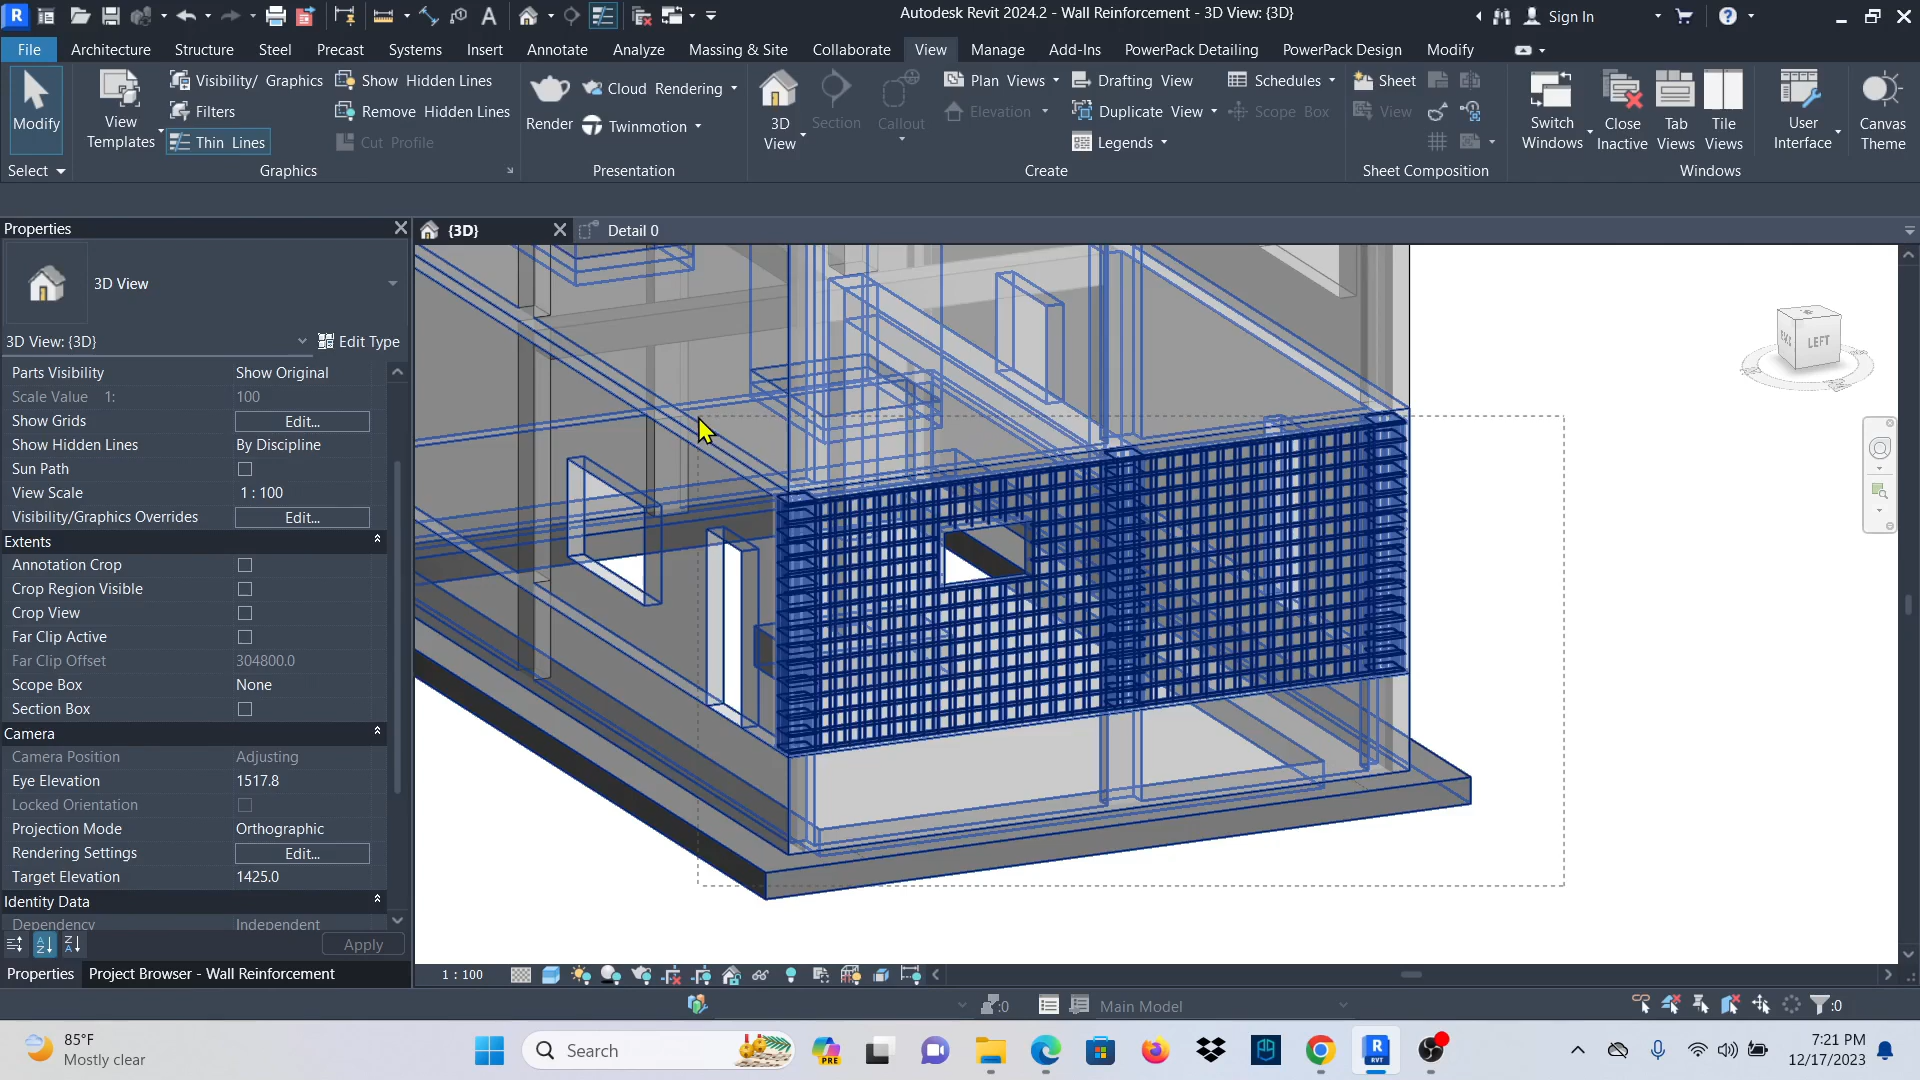 Autodesk Revit 2024.2 - Wall Reinforcement - 3D View: {3D}
Sign In
File Architecture Structure Steel Precast Systems Insert Annotate Analyze Massing & Site Collaborate View Manage Add-Ins PowerPack Detailing PowerPack Design Modify
Modify
View
Templates
Visibility/ Graphics
Filters
Thin Lines
Show Hidden Lines
Remove Hidden Lines
Cut Profile
Render
Cloud Rendering
Twinmotion
3D
View
Section
Callout
Plan Views
Elevation
Drafting View
Duplicate View
Legends
Schedules
Scope Box
Sheet
View
Switch
Windows
Close
Inactive
Tab
Views
Tile
Views
User
Interface
Canvas
Theme
Select
Graphics
Presentation
Create
Sheet Composition
Windows
Properties
{3D}
Detail 0
3D View
3D View: {3D}
Edit Type
Parts Visibility Show Original
Scale Value 1: 100
Show Grids Edit...
Show Hidden Lines By Discipline
Sun Path
View Scale 1 : 100
Visibility/Graphics Overrides Edit...
Extents
Annotation Crop
Crop Region Visible
Crop View
Far Clip Active
Far Clip Offset 304800.0
Scope Box None
Section Box
Camera
Camera Position Adjusting
Eye Elevation 1517.8
Locked Orientation
Projection Mode Orthographic
Rendering Settings Edit...
Target Elevation 1425.0
Identity Data
Dependency Independent
Apply
Properties
Project Browser - Wall Reinforcement
LEFT
1 : 100
:0
Main Model
:0
85°F
Mostly clear
Search
PRE
R
RVT
7:21 PM
12/17/2023